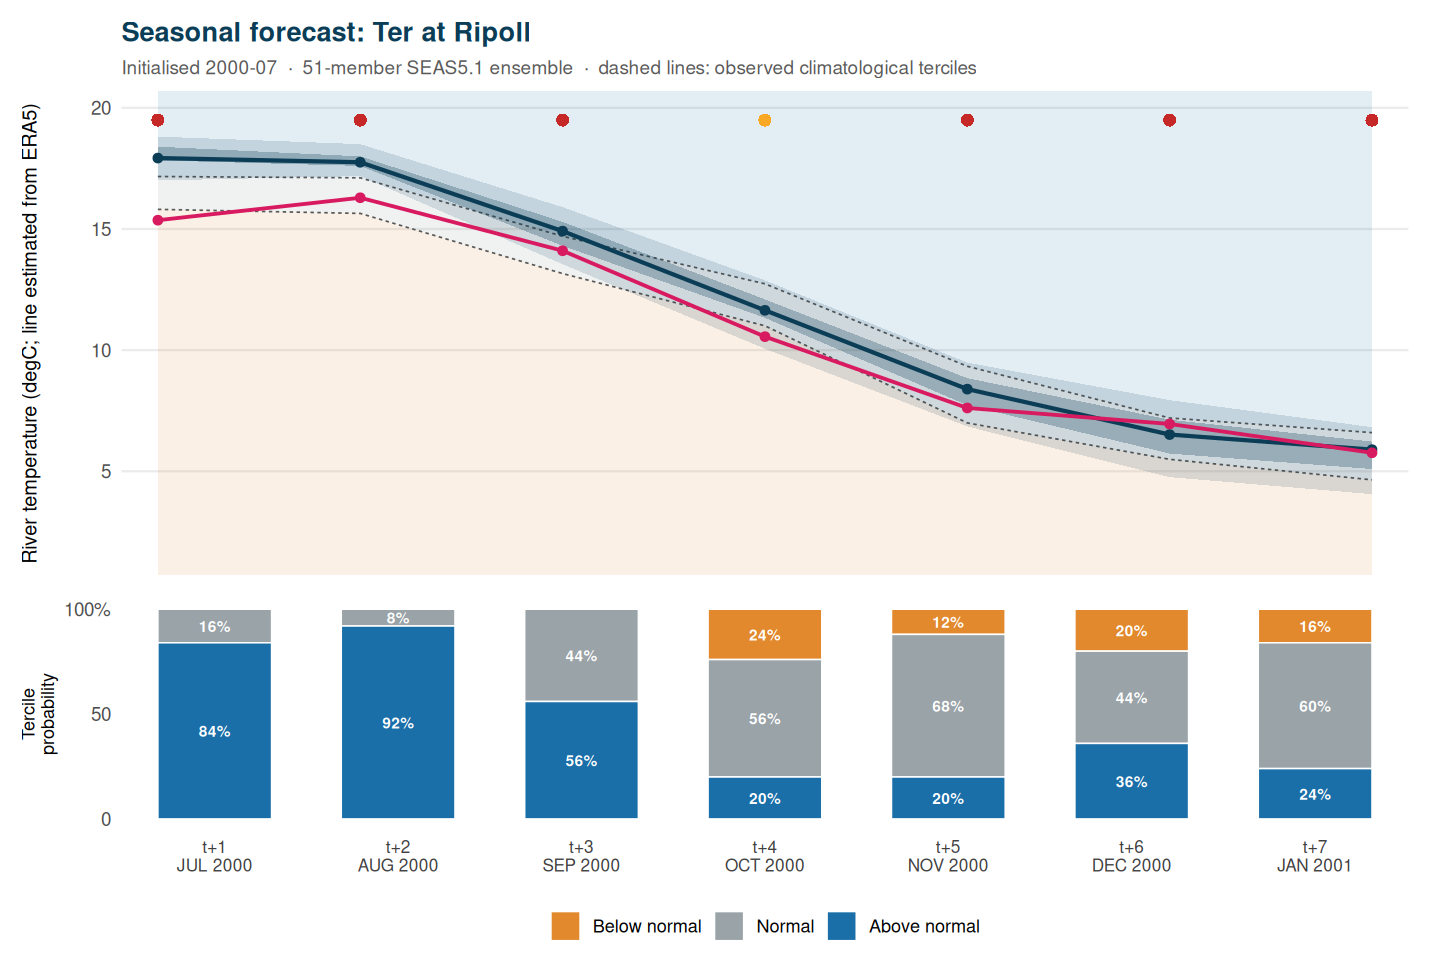 Seasonal forecast: Ter at Ripoll
Initialised 2000-07 · 51-member SEAS5.1 ensemble · dashed lines: observed climatological terciles
River temperature (degC; line estimated from ERA5)
20
15
10
5
Tercile
probability
100%
50
0
16%
84%
8%
92%
44%
56%
24%
56%
20%
12%
68%
20%
20%
44%
36%
16%
60%
24%
t+1
JUL 2000
t+2
AUG 2000
t+3
SEP 2000
t+4
OCT 2000
t+5
NOV 2000
t+6
DEC 2000
t+7
JAN 2001
Below normal
Normal
Above normal